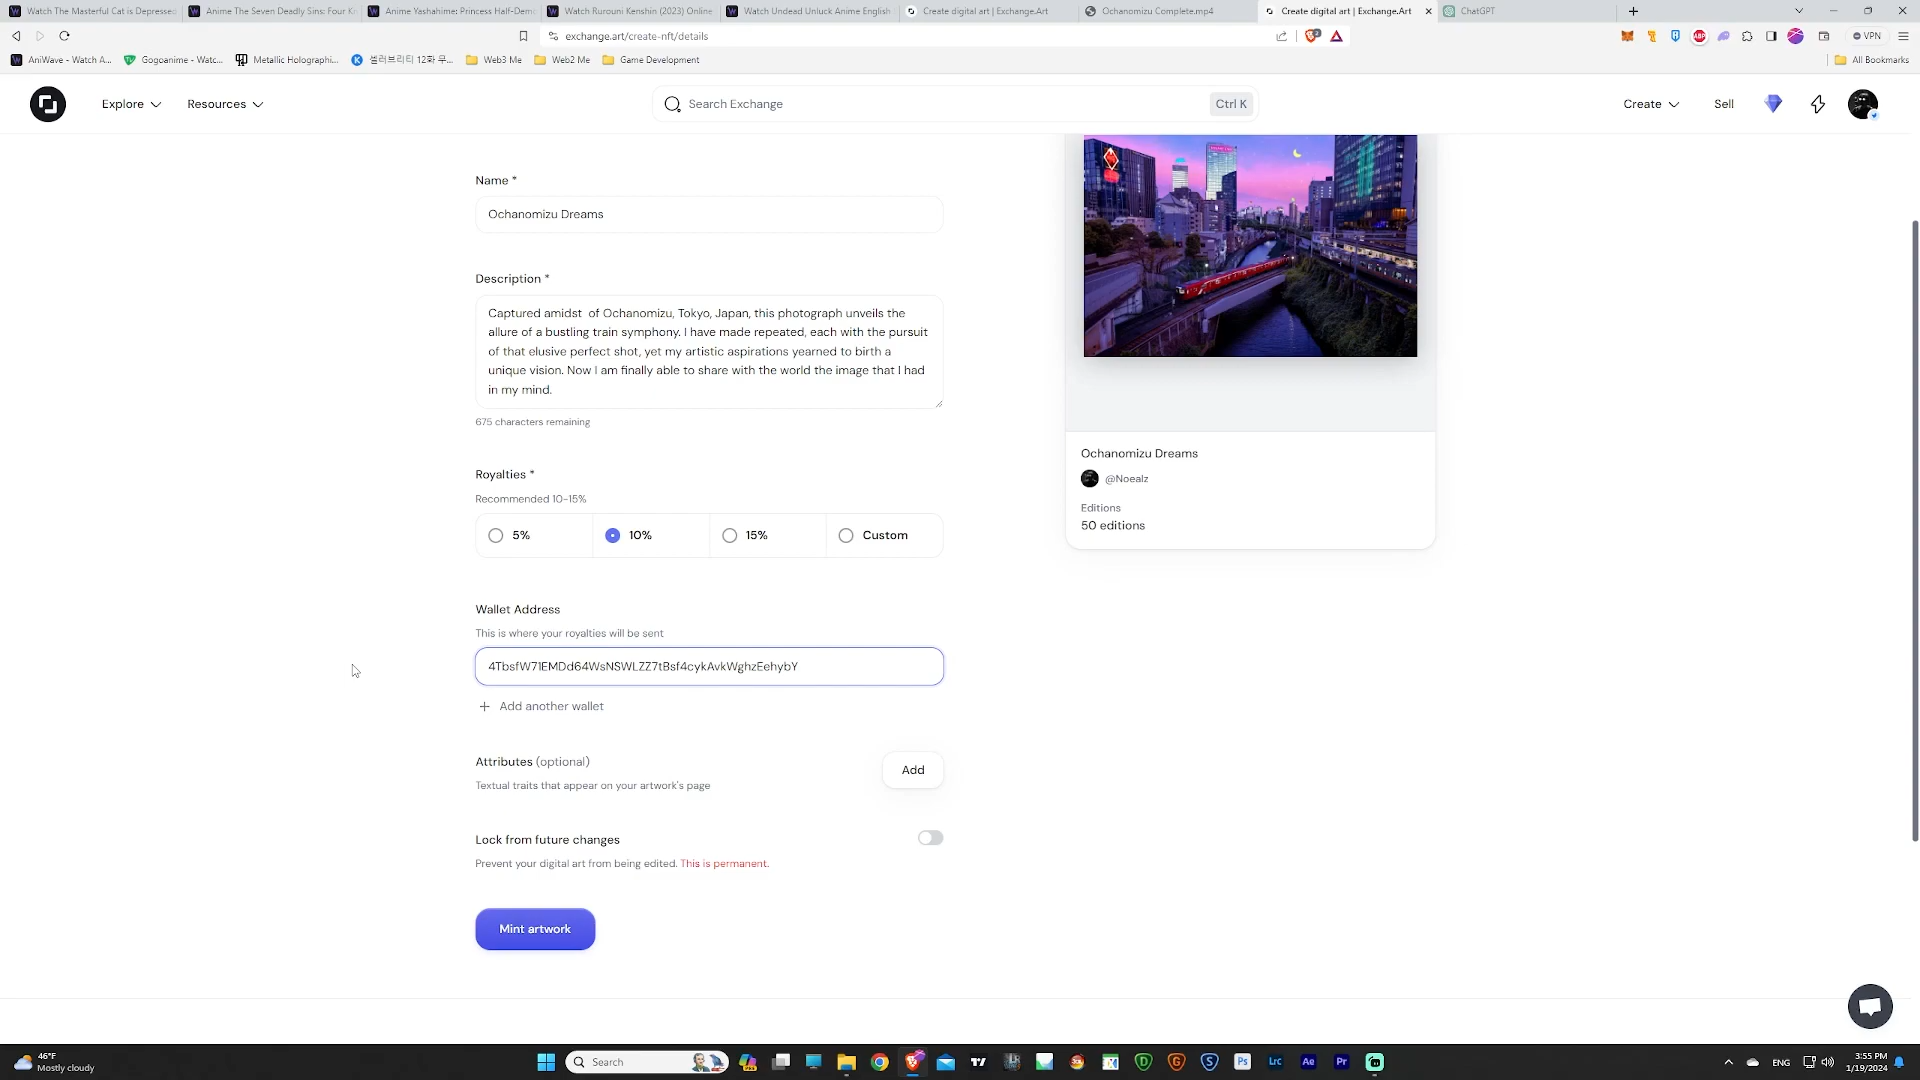 Watch The Masterful Cat is Depressed
Anime The Seven Deadly Sins: Four K
Anime Yashahime: Princess Half-Dem
Watch Rurouni Kenshin (2023) Online
Watch Undead Unluck Anime English
Create digital art | Exchange.Art
Ochanomizu Complete.mp4
Create digital art | Exchange.Art
ChatGPT
exchange.art/create-nft/details
VPN
AniWave - Watch A...
Gogoanime - Watc...
Metallic Holographi...
셀러브리티 12화 무...
Web3 Me
Web2 Me
Game Development
All Bookmarks
Explore
Resources
Search Exchange
Ctrl K
Create
Sell
Name *
Ochanomizu Dreams
Description *
Captured amidst of Ochanomizu, Tokyo, Japan, this photograph unveils the
allure of a bustling train symphony. I have made repeated, each with the pursuit
of that elusive perfect shot, yet my artistic aspirations yearned to birth a
unique vision. Now I am finally able to share with the world the image that I had
in my mind.
675 characters remaining
Royalties *
Recommended 10-15%
5%
10%
15%
Custom
Wallet Address
This is where your royalties will be sent
4TbsfW71EMDd64WsNSWLZZ7tBsf4cykAvkWghzEehybY
+ Add another wallet
Attributes (optional)
Add
Textual traits that appear on your artwork's page
Lock from future changes
Prevent your digital art from being edited. This is permanent.
Mint artwork
Ochanomizu Dreams
@Noealz
Editions
50 editions
46°F
Mostly cloudy
Search
Ps
Lrc
Ae
Pr
ENG
3:55 PM
1/19/2024